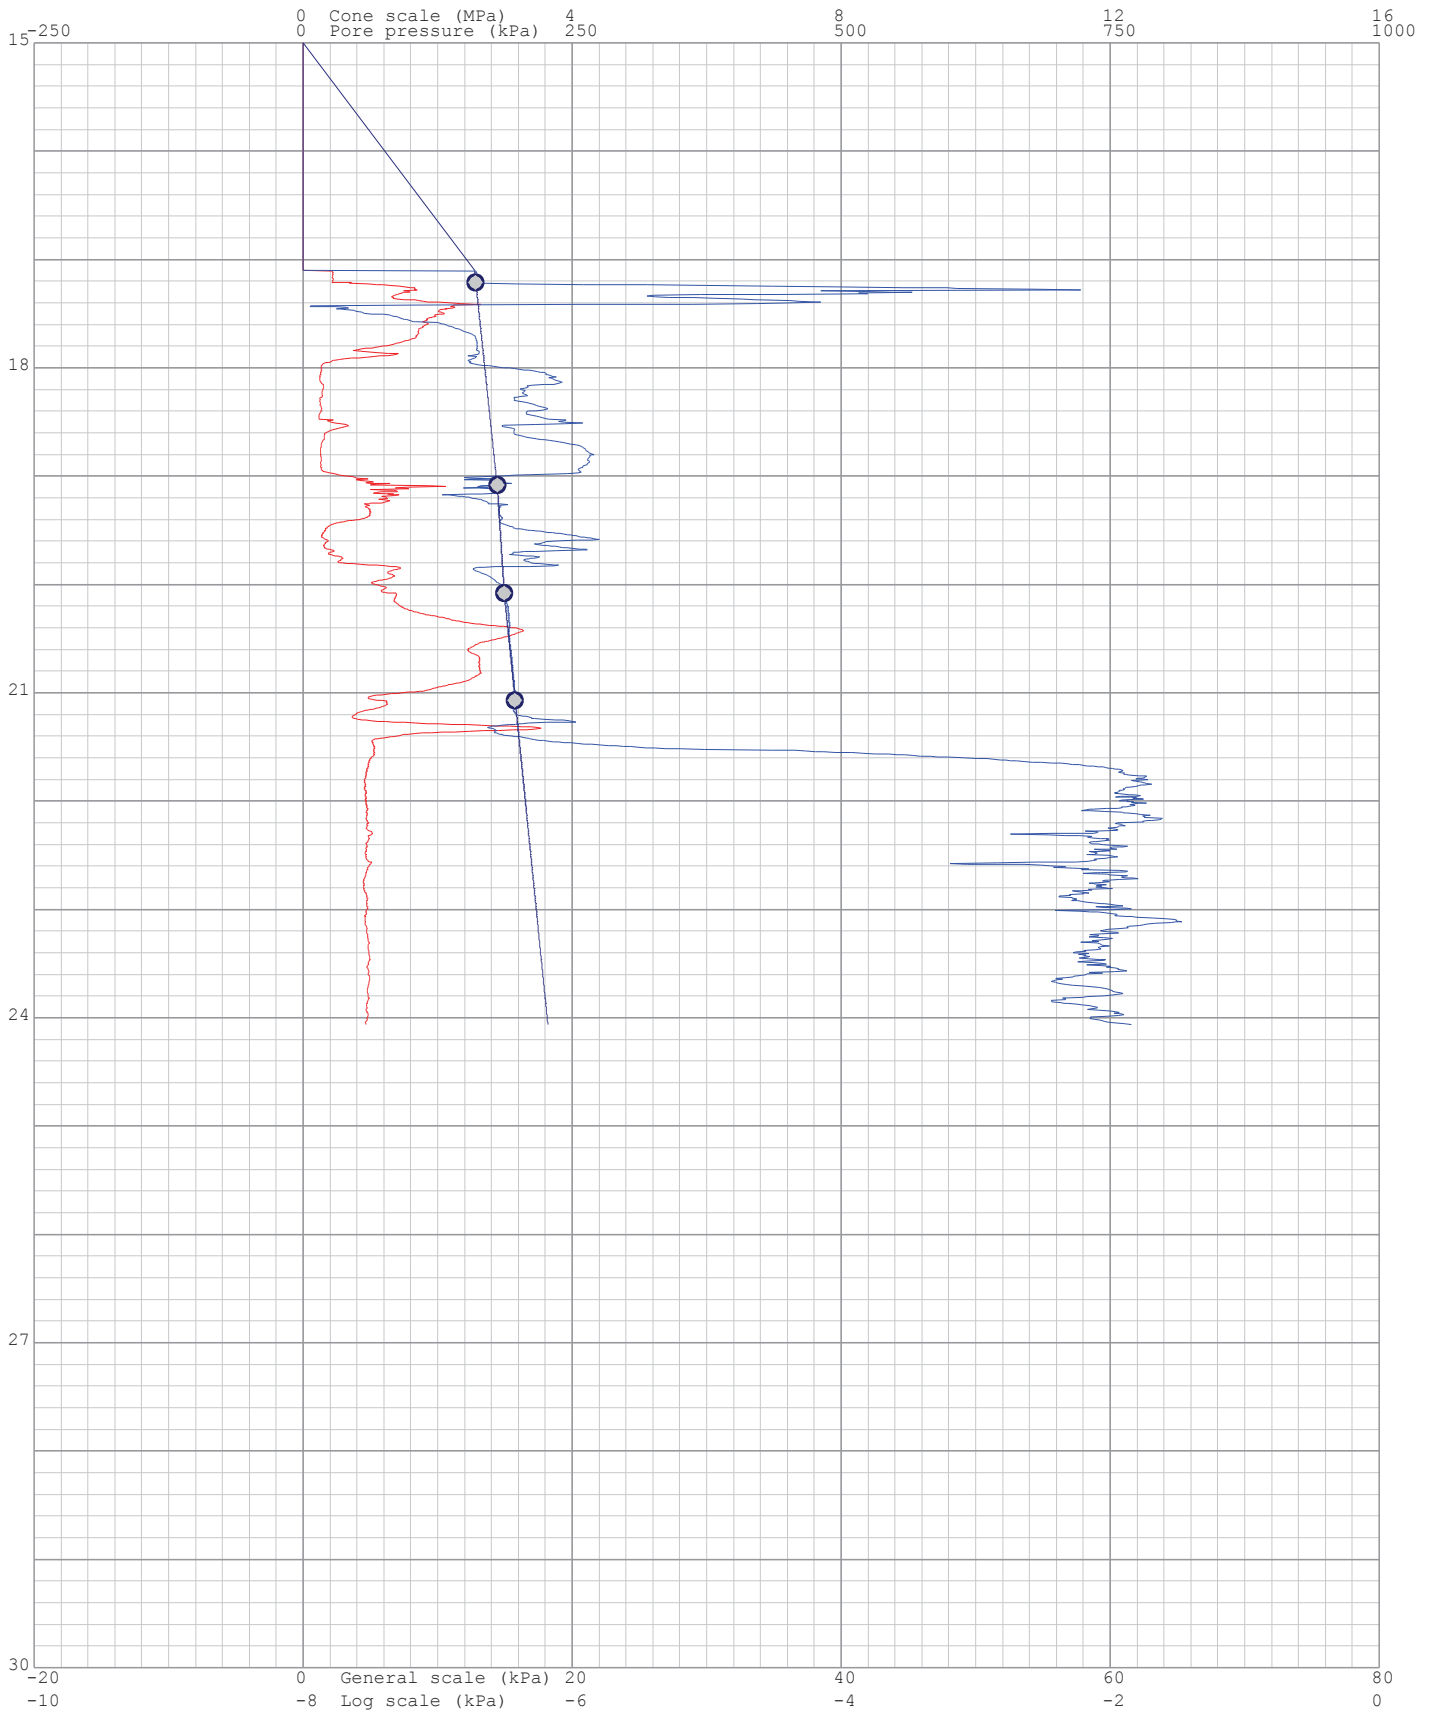 0 Cone scale (MPa) 4 8 12 16
-250 0 Pore pressure (kPa) 250 500 750 1000
15
18
21
24
27
30
-20 0 General scale (kPa) 20 40 60 80
-10 -8 Log scale (kPa) -6 -4 -2 0